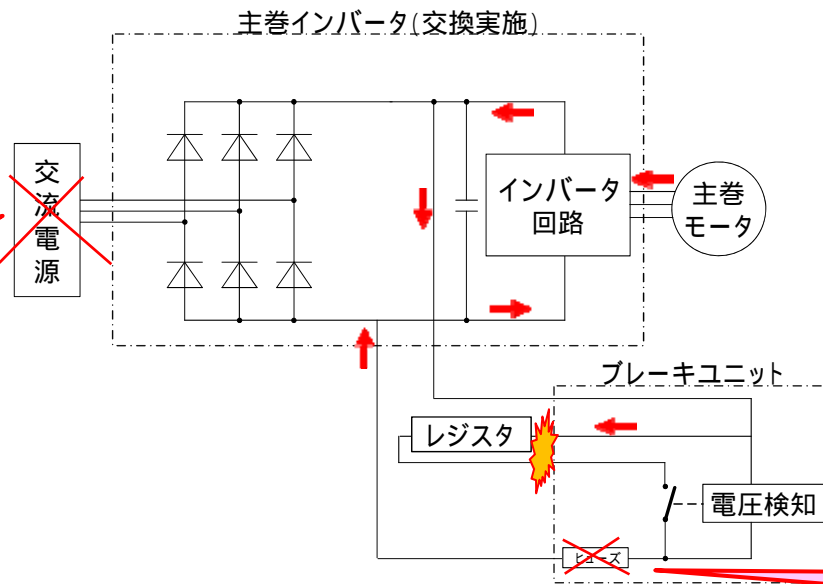 主巻インバータ(交換実施)
交流電源
インバータ
回路
主巻
モータ
ブレーキユニット
レジスタ
電圧検知
ヒューズ